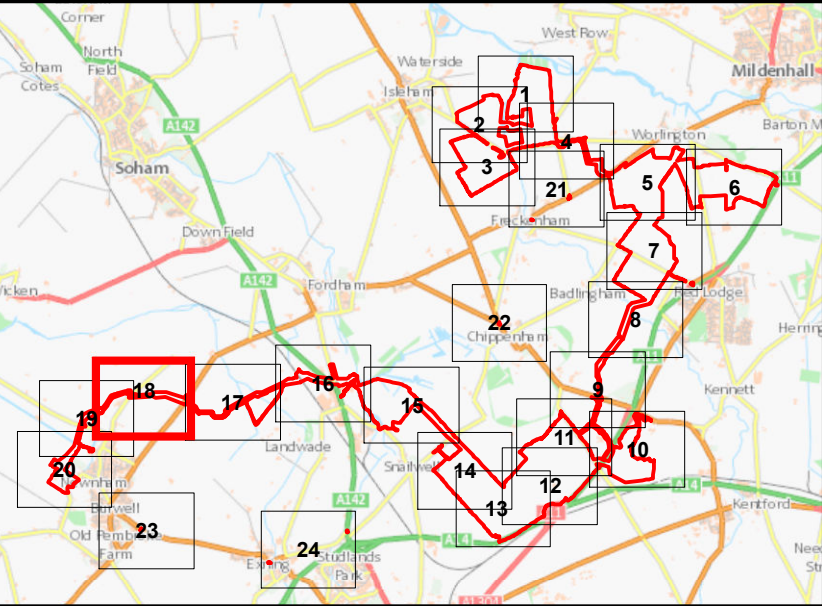 Corner
North
Field
Soham
Cotes
West Row
Waterside
Isleham
Mildenhall
A142
Soham
1
2
3
4
Worlington
Barton M
5
6
A11
21
Freckenham
Down Field
Wicken
7
A142
Fordham
Badlingham
Red Lodge
8
22
Chippenham
Herring
A11
Kennett
18
19
17
16
15
9
10
11
Landwade
Snailwell
14
12
20
Newnham
13
A142
A14
A11
Kentford
Burwell
23
Old Pembroke
Farm
A14
24
Exning
Studlands
Park
Nee
Str
A1304